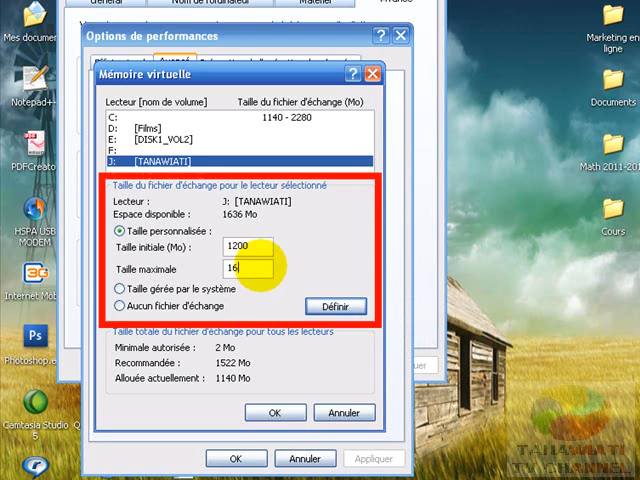 Général
Nom de l'ordinateur
Matériel
Avancé
Options de performances
Mémoire virtuelle
Lecteur [nom de volume]
Taille du fichier d'échange (Mo)
C:
1140 - 2280
D: [Films]
E: [DISK1_VOL2]
F:
J: [TANAWIATI]
Taille du fichier d'échange pour le lecteur sélectionné
Lecteur : J: [TANAWIATI]
Espace disponible : 1636 Mo
Taille personnalisée :
Taille initiale (Mo) : 1200
Taille maximale 16
Taille gérée par le système
Aucun fichier d'échange
Définir
Taille totale du fichier d'échange pour tous les lecteurs
Minimale autorisée : 2 Mo
Recommandée : 1522 Mo
Allouée actuellement : 1140 Mo
OK
Annuler
OK
Annuler
Appliquer
Mes documen
Notepad++
PDFCreato
HSPA USB
MODEM
Internet Mob
Photoshop.e
Camtasia Studio
5
Marketing en
ligne
Documents
Math 2011-
Cours
TANAWIATI
TV CHANNEL